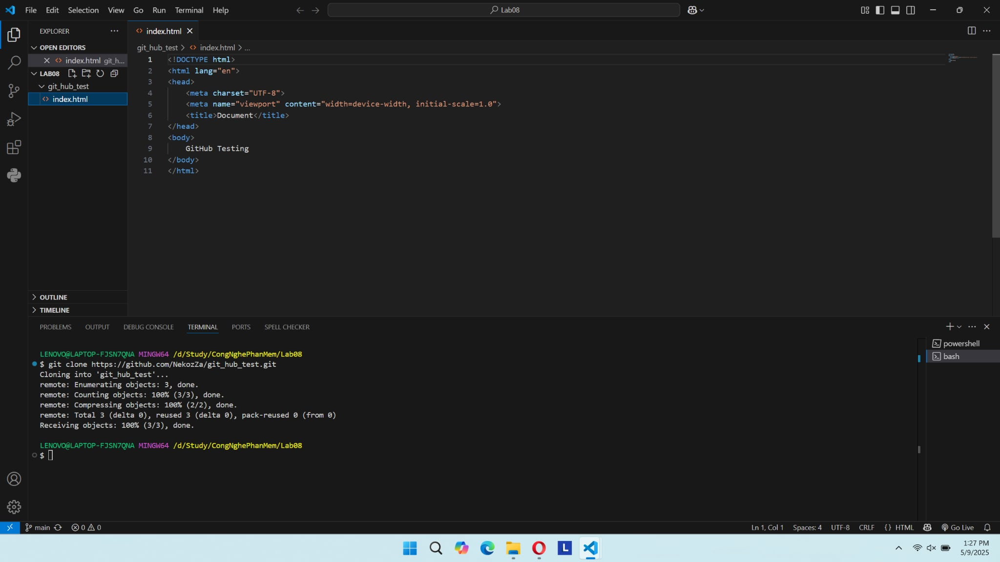 File Edit Selection View Go Run Terminal Help
Lab08
EXPLORER
index.html
OPEN EDITORS
index.html git_h...
LAB08
git_hub_test
index.html
OUTLINE
TIMELINE
git_hub_test > index.html > ...
1 <!DOCTYPE html>
2 <html lang="en">
3 <head>
4 <meta charset="UTF-8">
5 <meta name="viewport" content="width=device-width, initial-scale=1.0">
6 <title>Document</title>
7 </head>
8 <body>
9 GitHub Testing
10 </body>
11 </html>
PROBLEMS OUTPUT DEBUG CONSOLE TERMINAL PORTS SPELL CHECKER
powershell
bash
LENOVO@LAPTOP-FJSN7QNA MINGW64 /d/Study/CongNghePhanMem/Lab08
$ git clone https://github.com/NekozZa/git_hub_test.git
Cloning into 'git_hub_test'...
remote: Enumerating objects: 3, done.
remote: Counting objects: 100% (3/3), done.
remote: Compressing objects: 100% (2/2), done.
remote: Total 3 (delta 0), reused 3 (delta 0), pack-reused 0 (from 0)
Receiving objects: 100% (3/3), done.
LENOVO@LAPTOP-FJSN7QNA MINGW64 /d/Study/CongNghePhanMem/Lab08
$
main 0 0 Ln 1, Col 1 Spaces: 4 UTF-8 CRLF {} HTML Go Live
L
1:27 PM
5/9/2025